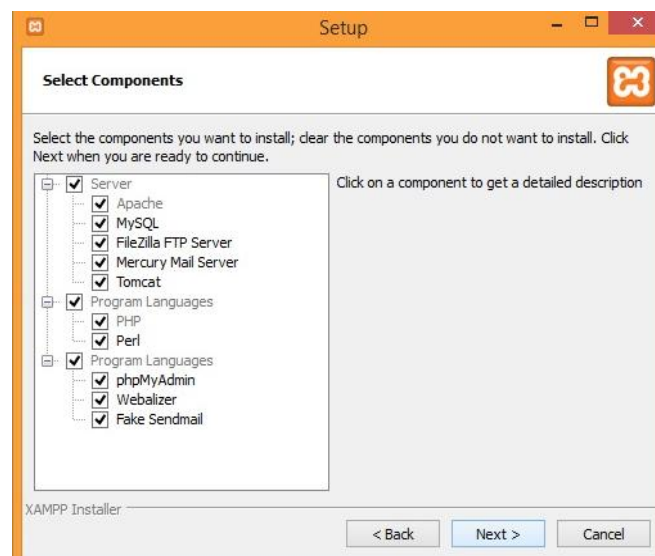 Setup
Select Components
Select the components you want to install; clear the components you do not want to install. Click
Next when you are ready to continue.
Server
Apache
MySQL
FileZilla FTP Server
Mercury Mail Server
Tomcat
Program Languages
PHP
Perl
Program Languages
phpMyAdmin
Webalizer
Fake Sendmail
Click on a component to get a detailed description
XAMPP Installer
< Back
Next >
Cancel